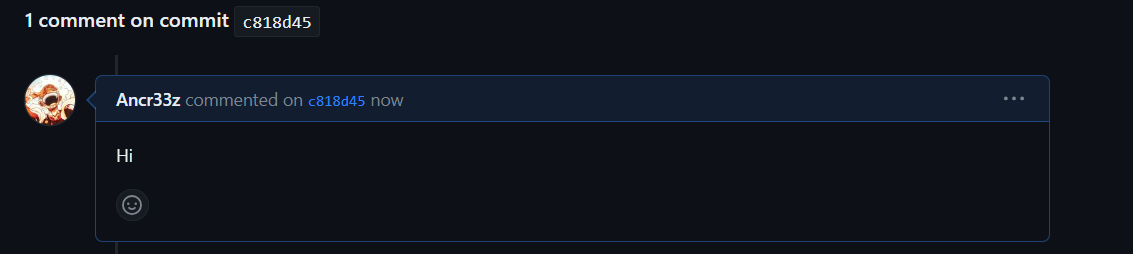 1 comment on commit c818d45
Ancr33z commented on c818d45 now
Hi